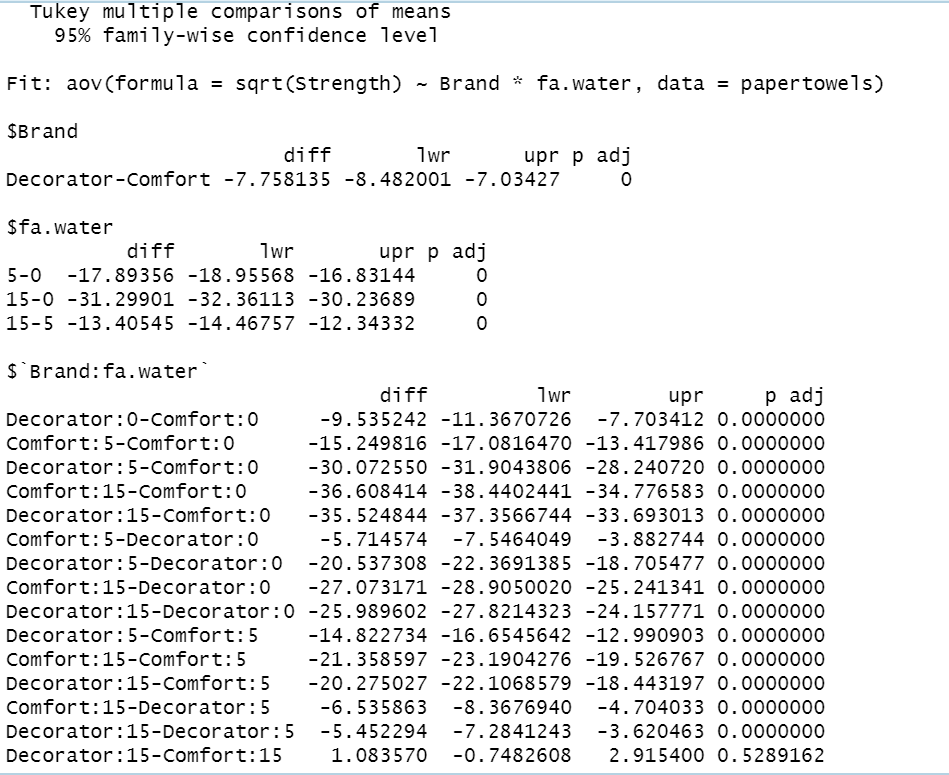 Tukey multiple comparisons of means
95% family-wise confidence level
Fit: aov(formula = sqrt(Strength) ~ Brand * fa.water, data = papertowels)
$Brand
diff lwr upr p adj
Decorator-Comfort -7.758135 -8.482001 -7.03427 0
$fa.water
diff lwr upr p adj
5-0 -17.89356 -18.95568 -16.83144 0
15-0 -31.29901 -32.36113 -30.23689 0
15-5 -13.40545 -14.46757 -12.34332 0
$`Brand:fa.water`
diff lwr upr p adj
Decorator:0-Comfort:0 -9.535242 -11.3670726 -7.703412 0.0000000
Comfort:5-Comfort:0 -15.249816 -17.0816470 -13.417986 0.0000000
Decorator:5-Comfort:0 -30.072550 -31.9043806 -28.240720 0.0000000
Comfort:15-Comfort:0 -36.608414 -38.4402441 -34.776583 0.0000000
Decorator:15-Comfort:0 -35.524844 -37.3566744 -33.693013 0.0000000
Comfort:5-Decorator:0 -5.714574 -7.5464049 -3.882744 0.0000000
Decorator:5-Decorator:0 -20.537308 -22.3691385 -18.705477 0.0000000
Comfort:15-Decorator:0 -27.073171 -28.9050020 -25.241341 0.0000000
Decorator:15-Decorator:0 -25.989602 -27.8214323 -24.157771 0.0000000
Decorator:5-Comfort:5 -14.822734 -16.6545642 -12.990903 0.0000000
Comfort:15-Comfort:5 -21.358597 -23.1904276 -19.526767 0.0000000
Decorator:15-Comfort:5 -20.275027 -22.1068579 -18.443197 0.0000000
Comfort:15-Decorator:5 -6.535863 -8.3676940 -4.704033 0.0000000
Decorator:15-Decorator:5 -5.452294 -7.2841243 -3.620463 0.0000000
Decorator:15-Comfort:15 1.083570 -0.7482608 2.915400 0.5289162